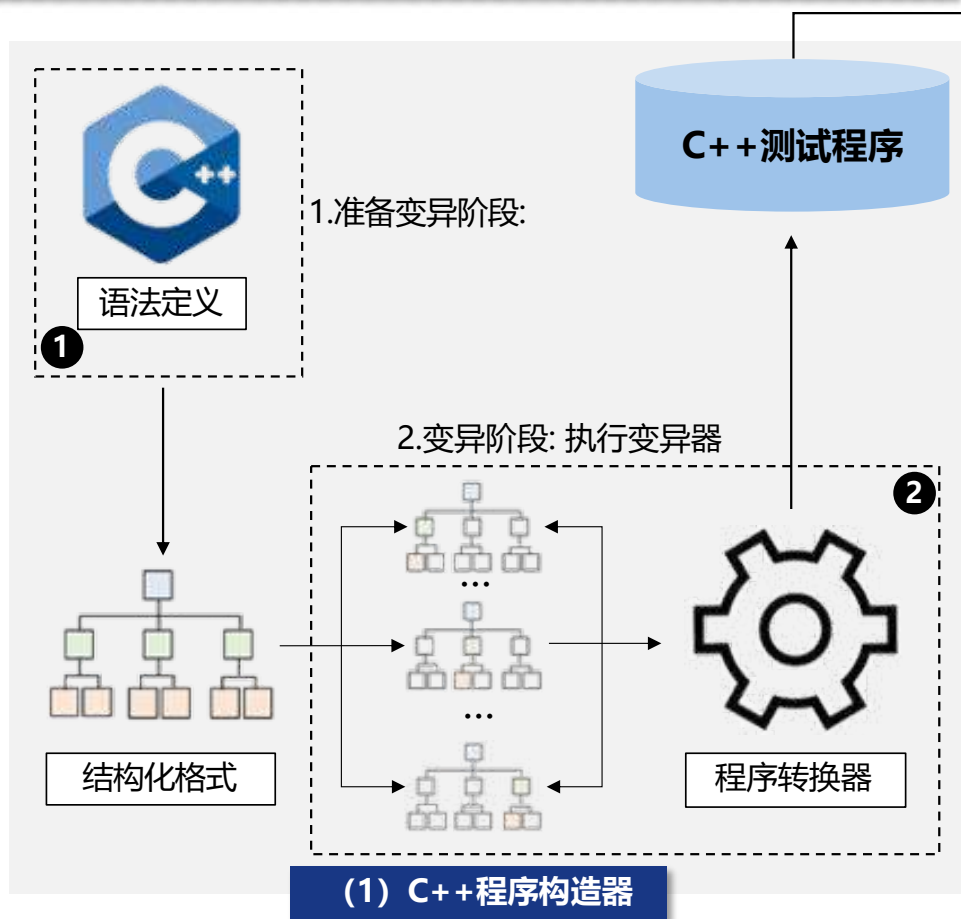 C++测试程序
C++
1.准备变异阶段:
语法定义
1
2.变异阶段: 执行变异器
2
...
...
结构化格式
程序转换器
（1）C++程序构造器